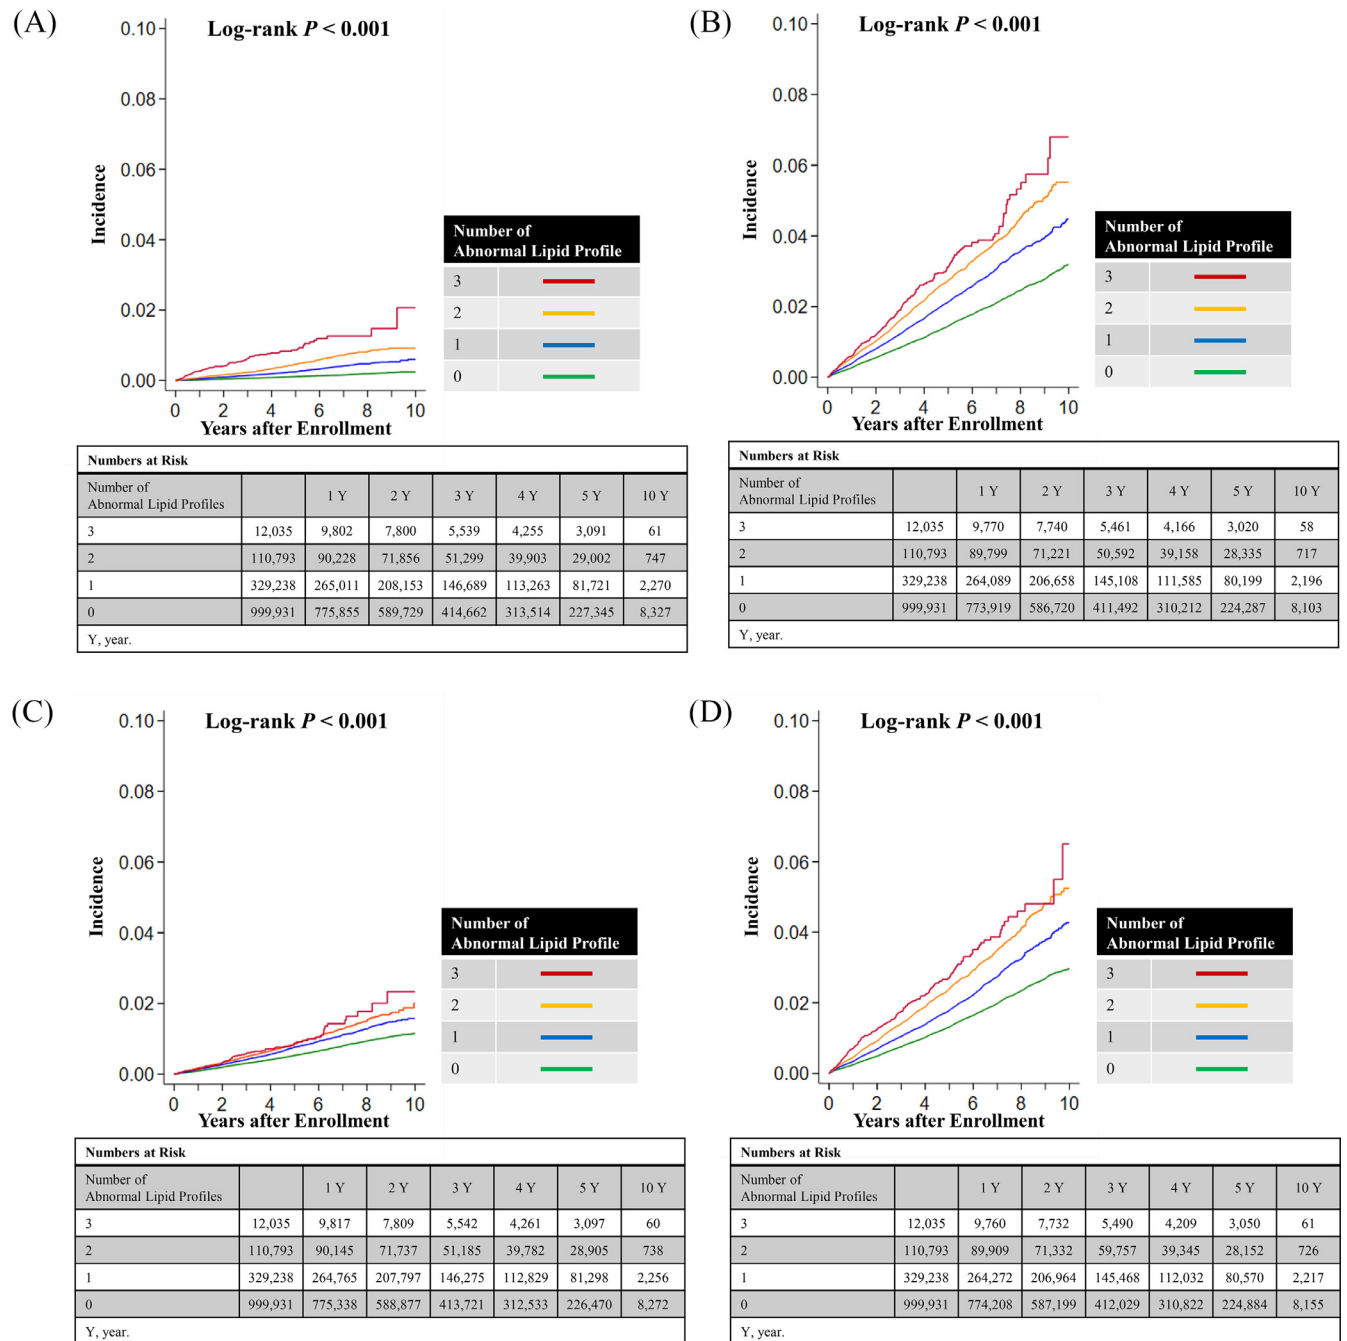 (A)
Log-rank P < 0.001
0.10
0.08
0.06
0.04
0.02
0.00
Incidence
0 2 4 6 8 10
Years after Enrollment
Number of
Abnormal Lipid Profile
3
2
1
0
Numbers at Risk
Number of
Abnormal Lipid Profiles 1 Y 2 Y 3 Y 4 Y 5 Y 10 Y
3 12,035 9,802 7,800 5,539 4,255 3,091 61
2 110,793 90,228 71,856 51,299 39,903 29,002 747
1 329,238 265,011 208,153 146,689 113,263 81,721 2,270
0 999,931 775,855 589,729 414,662 313,514 227,345 8,327
Y, year.
(B)
Log-rank P < 0.001
0.10
0.08
0.06
0.04
0.02
0.00
Incidence
0 2 4 6 8 10
Years after Enrollment
Number of
Abnormal Lipid Profile
3
2
1
0
Numbers at Risk
Number of
Abnormal Lipid Profiles 1 Y 2 Y 3 Y 4 Y 5 Y 10 Y
3 12,035 9,770 7,740 5,461 4,166 3,020 58
2 110,793 89,799 71,221 50,592 39,158 28,335 717
1 329,238 264,089 206,658 145,108 111,585 80,199 2,196
0 999,931 773,919 586,720 411,492 310,212 224,287 8,103
Y, year.
(C)
Log-rank P < 0.001
0.10
0.08
0.06
0.04
0.02
0.00
Incidence
0 2 4 6 8 10
Years after Enrollment
Number of
Abnormal Lipid Profile
3
2
1
0
Numbers at Risk
Number of
Abnormal Lipid Profiles 1 Y 2 Y 3 Y 4 Y 5 Y 10 Y
3 12,035 9,817 7,809 5,542 4,261 3,097 60
2 110,793 90,145 71,737 51,185 39,782 28,905 738
1 329,238 264,765 207,797 146,275 112,829 81,298 2,256
0 999,931 775,338 588,877 413,721 312,533 226,470 8,272
Y, year.
(D)
Log-rank P < 0.001
0.10
0.08
0.06
0.04
0.02
0.00
Incidence
0 2 4 6 8 10
Years after Enrollment
Number of
Abnormal Lipid Profile
3
2
1
0
Numbers at Risk
Number of
Abnormal Lipid Profiles 1 Y 2 Y 3 Y 4 Y 5 Y 10 Y
3 12,035 9,760 7,732 5,490 4,209 3,050 61
2 110,793 89,909 71,332 59,757 39,345 28,152 726
1 329,238 264,272 206,964 145,468 112,032 80,570 2,217
0 999,931 774,208 587,199 412,029 310,822 224,884 8,155
Y, year.